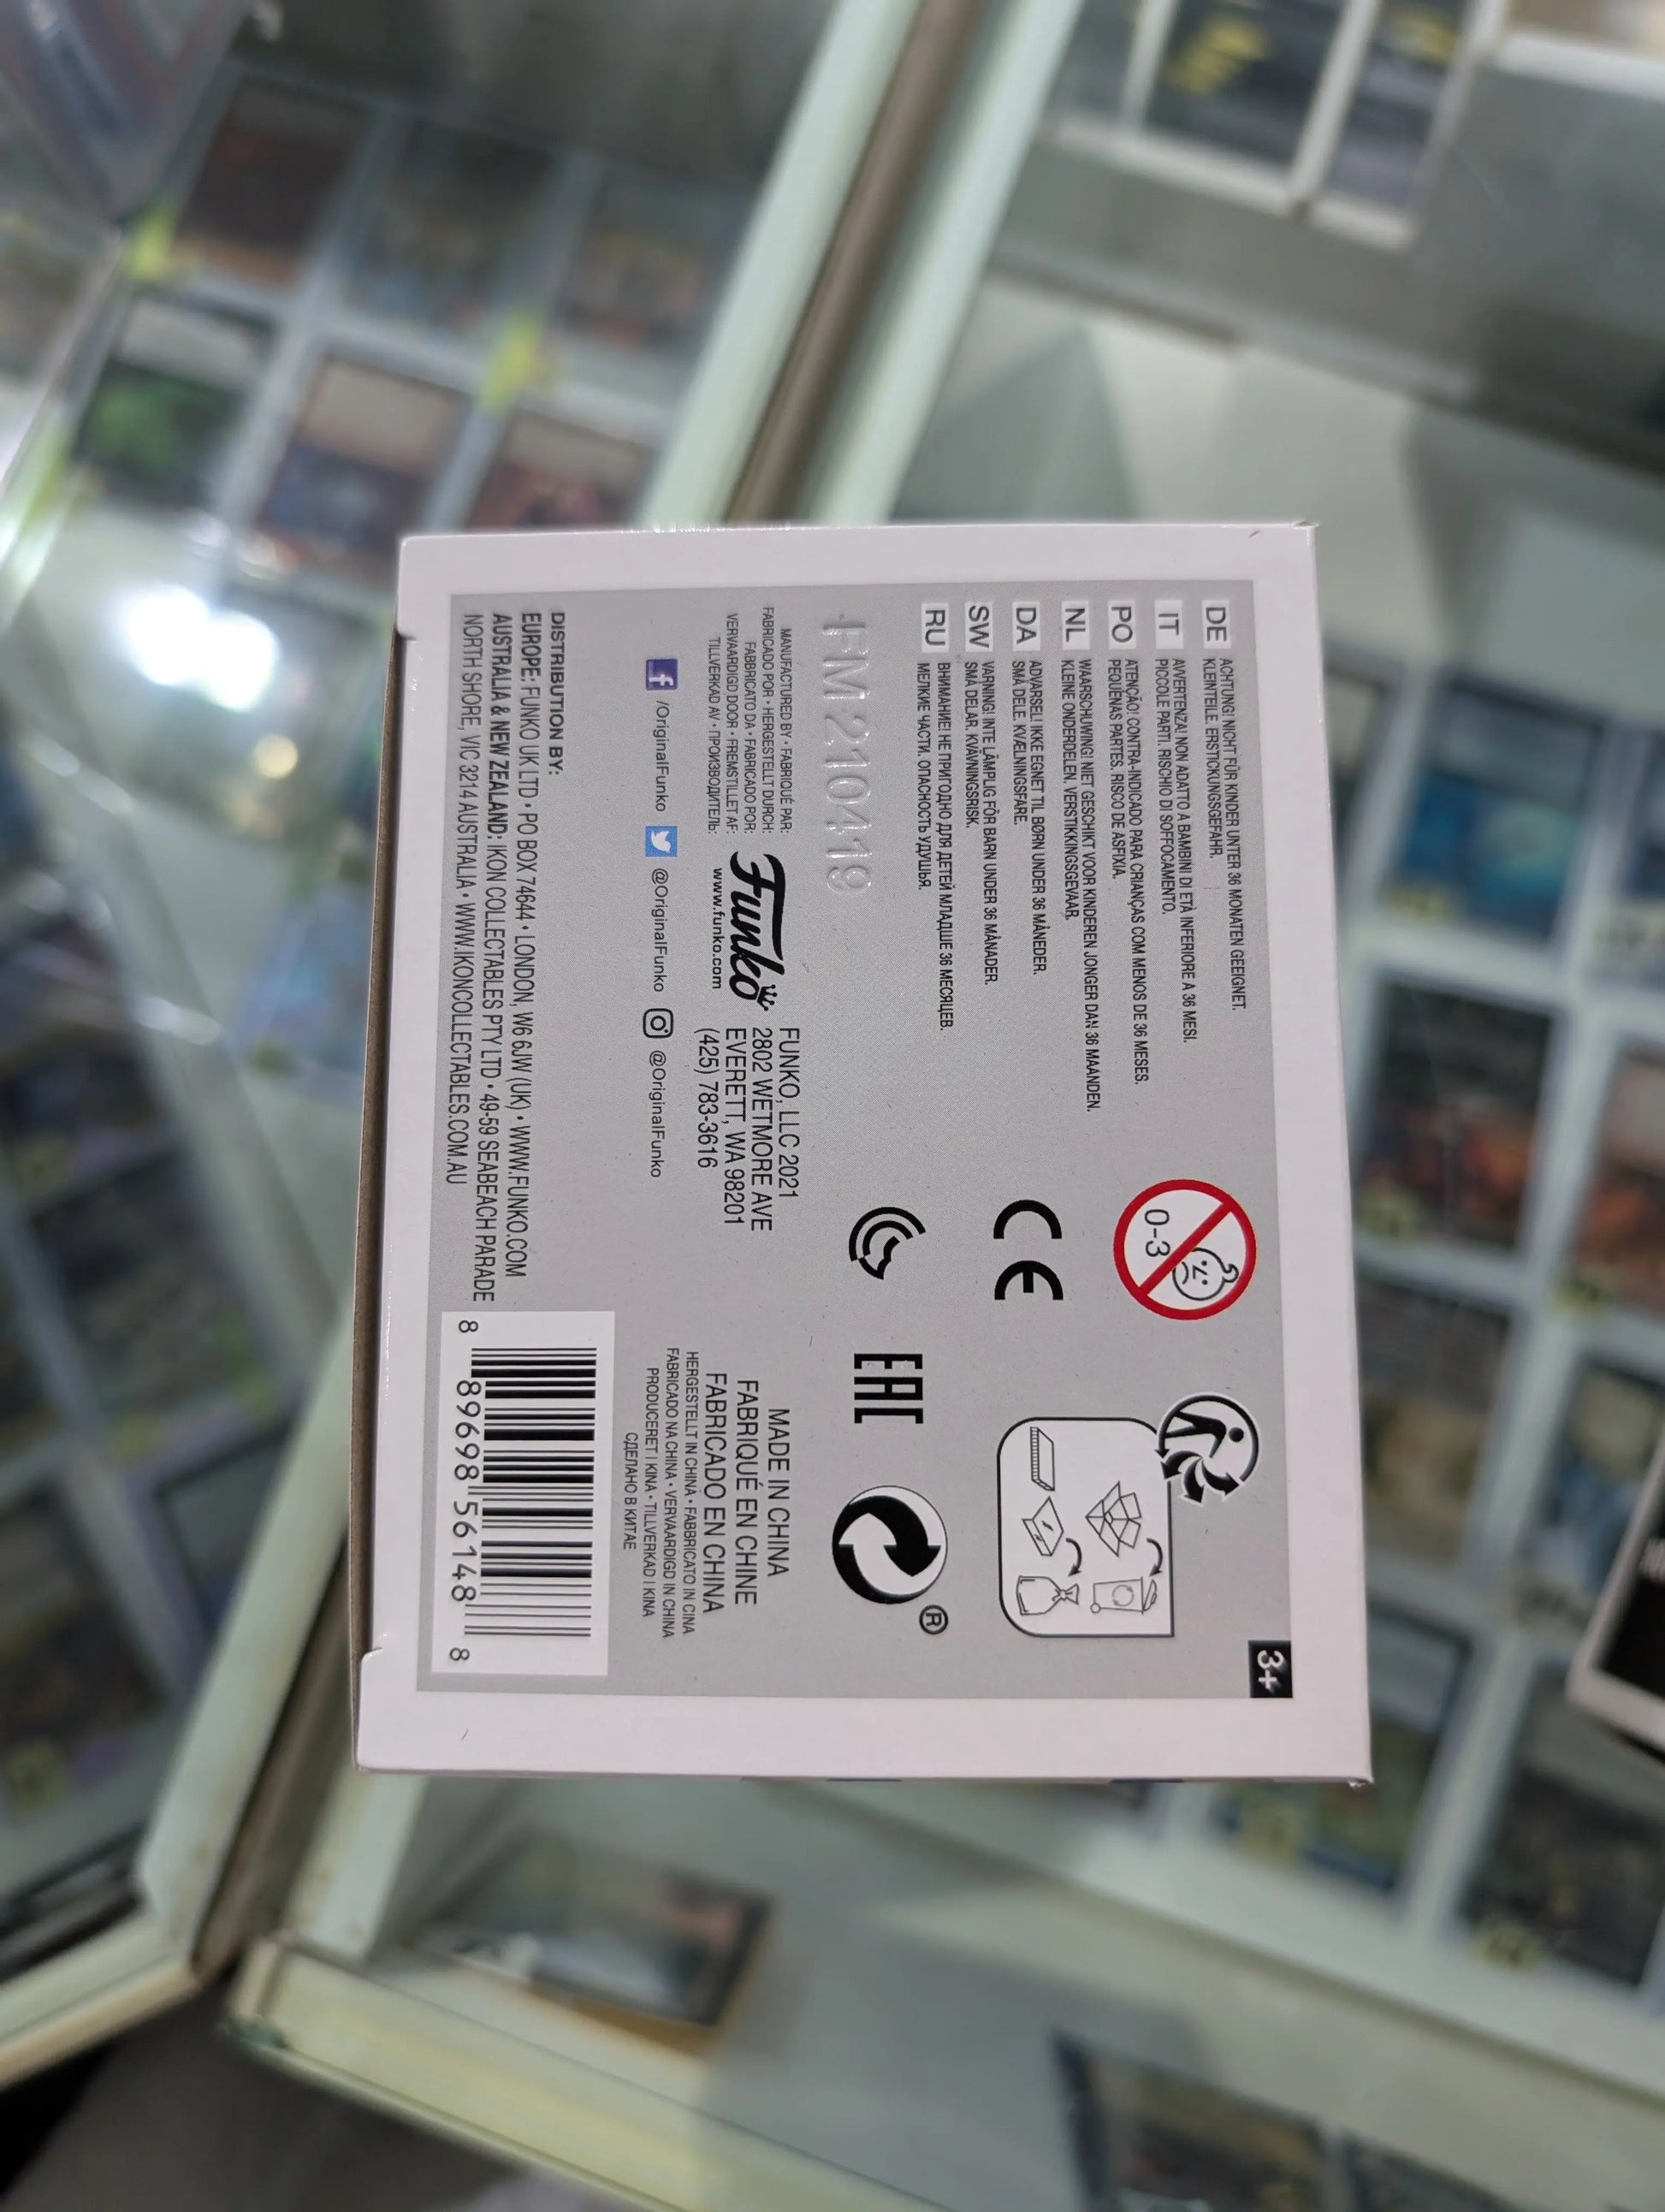 3+
DE ACHTUNG! NICHT FÜR KINDER UNTER 36 MONATEN GEEIGNET.
KLEINTEILE. ERSTICKUNGSGEFAHR.
IT AVVERTENZA! NON ADATTO A BAMBINI DI ETÀ INFERIORE A 36 MESI.
PICCOLE PARTI. RISCHIO DI SOFFOCAMENTO.
PO ATENÇÃO! CONTRA-INDICADO PARA CRIANÇAS COM MENOS DE 36 MESES.
PEQUENAS PARTES. RISCO DE ASFIXIA.
NL WAARSCHUWING! NIET GESCHIKT VOOR KINDEREN JONGER DAN 36 MAANDEN.
KLEINE ONDERDELEN. VERSTIKKINGSGEVAAR.
DA ADVARSEL! IKKE EGNET TIL BØRN UNDER 36 MÅNEDER.
SMÅ DELE. KVÆLNINGSFARE.
SW VARNING! INTE LÄMPLIG FÖR BARN UNDER 36 MÅNADER.
SMÅ DELAR. KVÄVNINGSRISK.
RU ВНИМАНИЕ! НЕ ПРИГОДНО ДЛЯ ДЕТЕЙ МЛАДШЕ 36 МЕСЯЦЕВ.
МЕЛКИЕ ЧАСТИ. ОПАСНОСТЬ УДУШЬЯ.
0-3
CE
EAC
®
FM 210419
MANUFACTURED BY • FABRIQUÉ PAR:
FABRICADO POR • HERGESTELLT DURCH:
FABBRICATO DA • FABRICADO POR:
VERVAARDIGD DOOR • FREMSTILLET AF:
TILLVERKAD AV • ПРОИЗВОДИТЕЛЬ:
Funko
www.funko.com
FUNKO, LLC 2021
2802 WETMORE AVE
EVERETT, WA 98201
(425) 783-3616
MADE IN CHINA
FABRIQUÉ EN CHINE
FABRICADO EN CHINA
HERGESTELLT IN CHINA • FABBRICATO IN CINA
FABRICADO NA CHINA • VERVAARDIGD IN CHINA
PRODUCERET I KINA • TILLVERKAD I KINA
СДЕЛАНО В КИТАЕ
/OriginalFunko @OriginalFunko @OriginalFunko
DISTRIBUTION BY:
EUROPE: FUNKO UK LTD • PO BOX 7644 • LONDON, W6 6JW (UK) • WWW.FUNKO.COM
AUSTRALIA & NEW ZEALAND: IKON COLLECTABLES PTY LTD • 49-59 SEABEACH PARADE
NORTH SHORE, VIC 3214 AUSTRALIA • WWW.IKONCOLLECTABLES.COM.AU
8 89698 56148 8